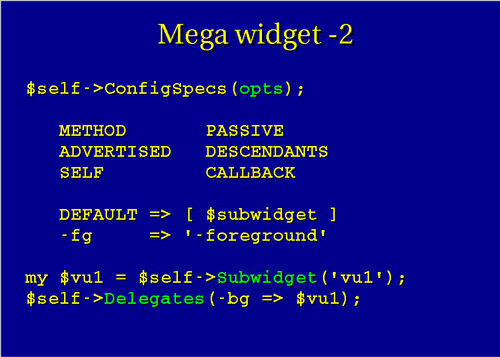 Mega widget -2
$self->ConfigSpecs(opts);
METHOD PASSIVE
ADVERTISED DESCENDANTS
SELF CALLBACK
DEFAULT => [ $subwidget ]
-fg => '-foreground'
my $vu1 = $self->Subwidget('vu1');
$self->Delegates(-bg => $vu1);